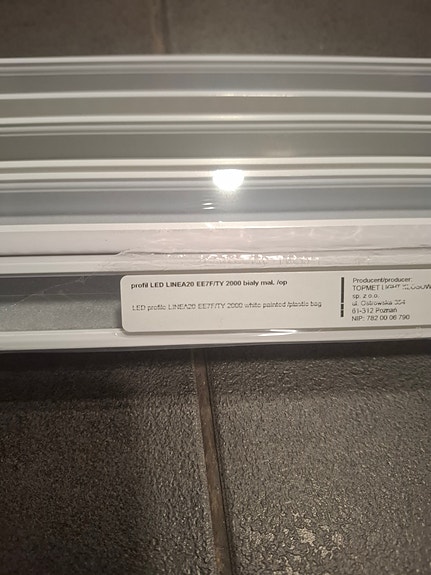 profil LED LINEA20 EE7F/TY 2000 biały mal. /op
LED profile LINEA20 EE7F/TY 2000 white painted /plastic bag
Producent/producer:
TOPMET LIGHT
sp. z o.o.
ul. Ostrowska 354
61-312 Poznań
NIP: 782 00 06 790